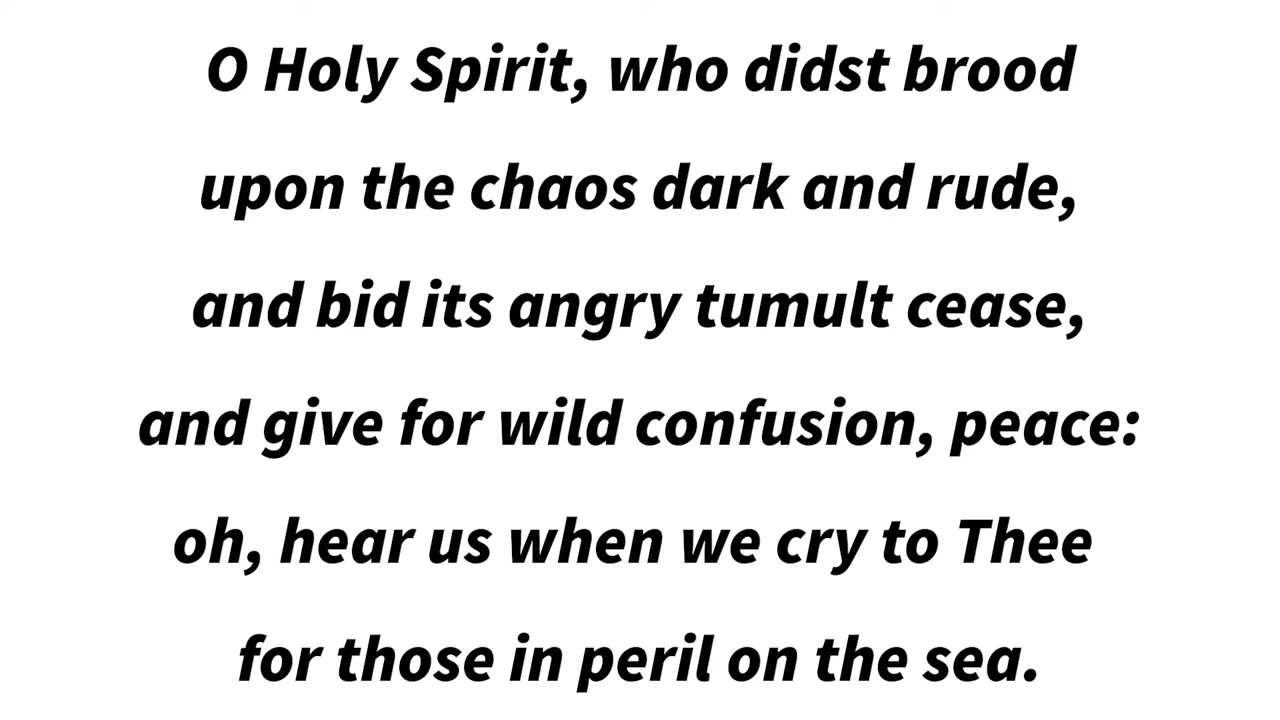 O Holy Spirit, who didst brood
upon the chaos dark and rude,
and bid its angry tumult cease,
and give for wild confusion, peace:
oh, hear us when we cry to Thee
for those in peril on the sea.